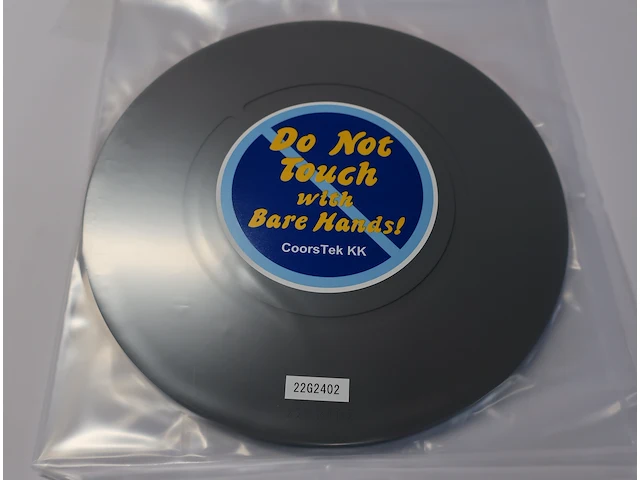 Do Not
Touch
with
Bare Hands!
CoorsTek KK
22G2402